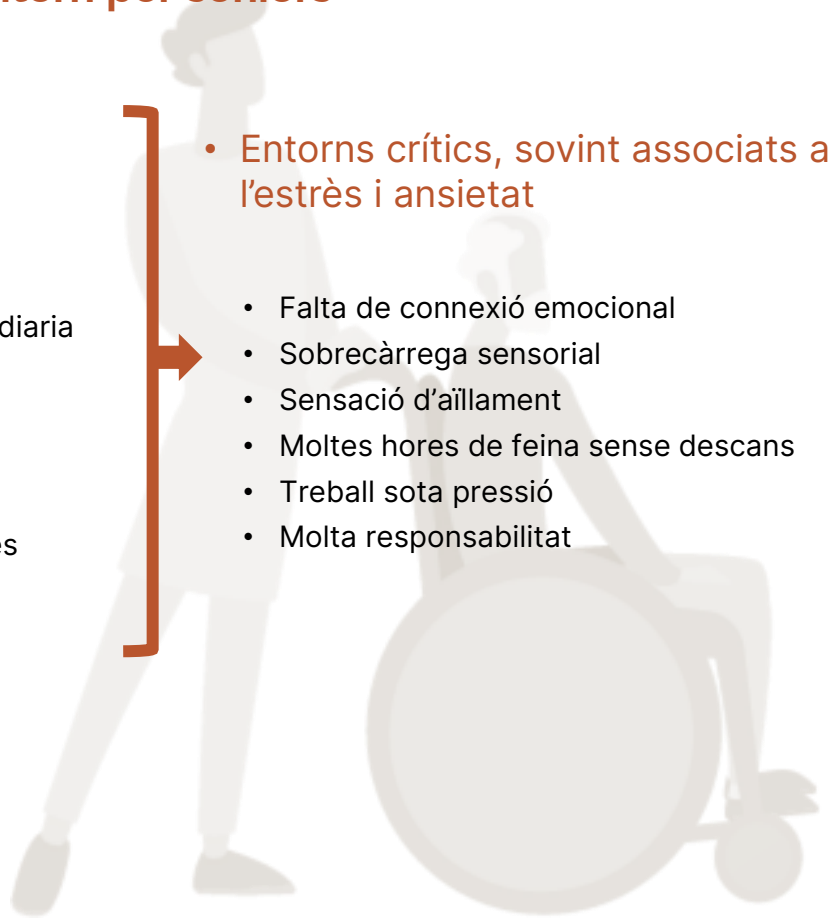 per
• Entorns crítics, sovint associats a
l’estrès i ansietat
• Falta de connexió emocional
diaria
• Sobrecàrrega sensorial
• Sensació d’aïllament
• Moltes hores de feina sense descans
• Treball sota pressió
• Molta responsabilitat